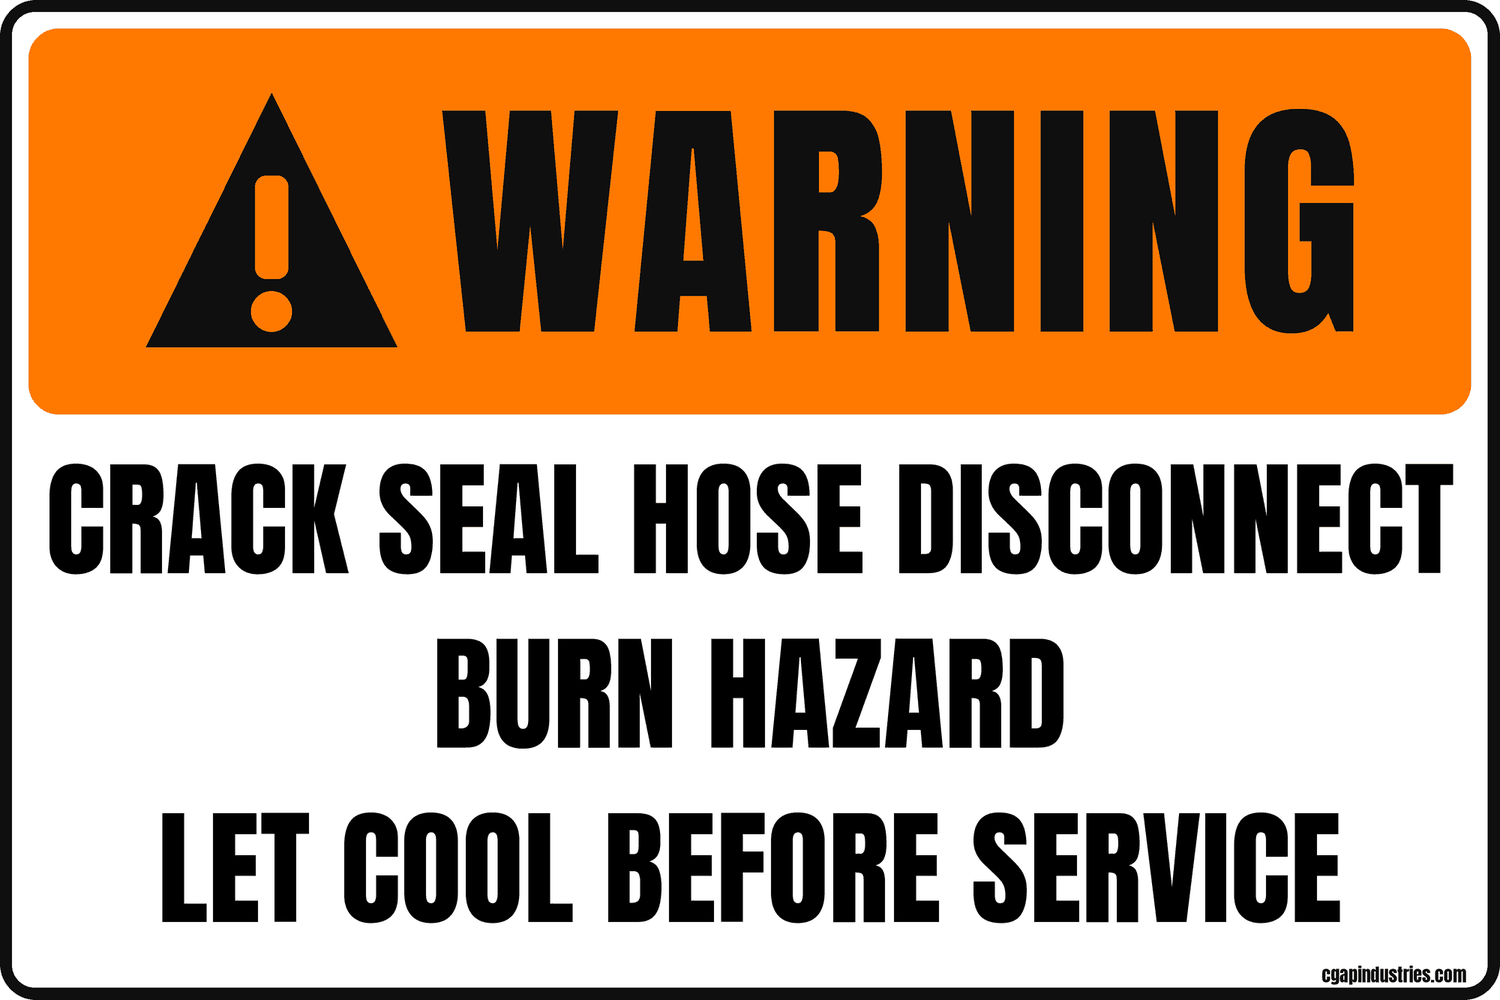 WARNING
CRACK SEAL HOSE DISCONNECT
BURN HAZARD
LET COOL BEFORE SERVICE
cgapindustries.com